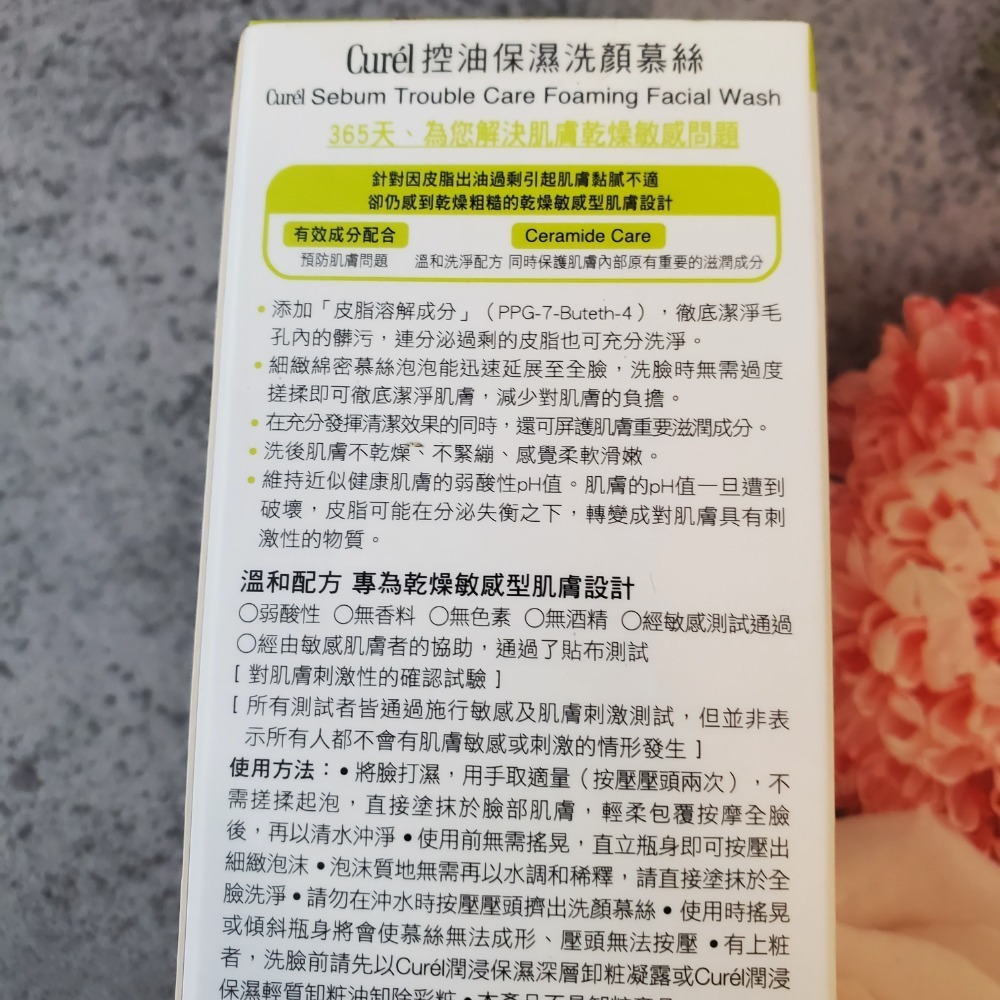 Curél 控油保濕洗顏慕絲
Curél Sebum Trouble Care Foaming Facial Wash
365天、為您解決肌膚乾燥敏感問題
針對因皮脂出油過剩引起肌膚黏膩不適
卻仍感到乾燥粗糙的乾燥敏感型肌膚設計
有效成分配合 Ceramide Care
預防肌膚問題 溫和洗淨配方 同時保護肌膚內部原有重要的滋潤成分
• 添加「皮脂溶解成分」（PPG-7-Buteth-4），徹底潔淨毛
孔內的髒污，連分泌過剩的皮脂也可充分洗淨。
• 細緻綿密慕絲泡泡能迅速延展至全臉，洗臉時無需過度
搓揉即可徹底潔淨肌膚，減少對肌膚的負擔。
• 在充分發揮清潔效果的同時，還可屏護肌膚重要滋潤成分。
• 洗後肌膚不乾燥、不緊繃、感覺柔軟滑嫩。
• 維持近似健康肌膚的弱酸性pH值。肌膚的pH值一旦遭到
破壞，皮脂可能在分泌失衡之下，轉變成對肌膚具有刺
激性的物質。
溫和配方 專為乾燥敏感型肌膚設計
○弱酸性 ○無香料 ○無色素 ○無酒精 ○經敏感測試通過
○經由敏感肌膚者的協助，通過了貼布測試
[ 對肌膚刺激性的確認試驗 ]
[ 所有測試者皆通過施行敏感及肌膚刺激測試，但並非表
示所有人都不會有肌膚敏感或刺激的情形發生 ]
使用方法：• 將臉打濕，用手取適量（按壓壓頭兩次），不
需搓揉起泡，直接塗抹於臉部肌膚，輕柔包覆按摩全臉
後，再以清水沖淨 • 使用前無需搖晃，直立瓶身即可按壓出
細緻泡沫 • 泡沫質地無需再以水調和稀釋，請直接塗抹於全
臉洗淨 • 請勿在沖水時按壓壓頭擠出洗顏慕絲 • 使用時搖晃
或傾斜瓶身將會使慕絲無法成形、壓頭無法按壓 • 有上粧
者，洗臉前請先以Curél潤浸保濕深層卸粧凝露或Curél潤浸
保濕輕質卸粧油卸除彩粧 • 本產品不是卸粧產品